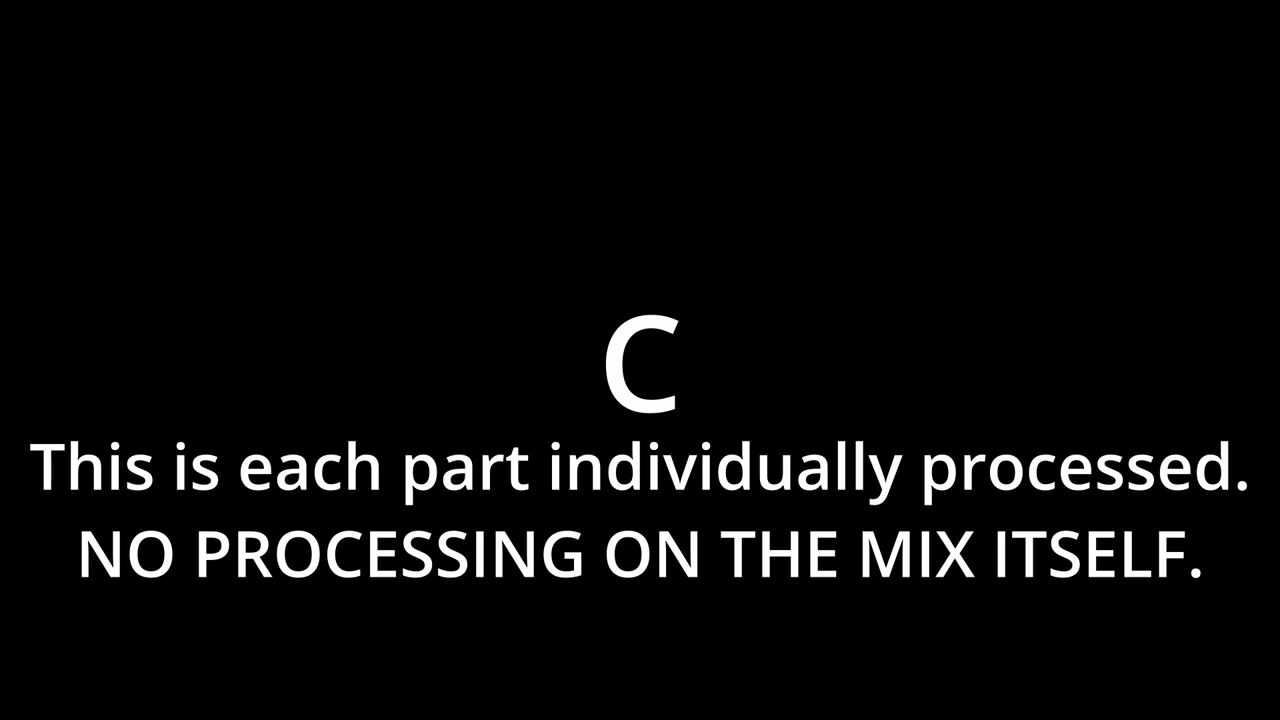 C
This is each part individually processed.
NO PROCESSING ON THE MIX ITSELF.